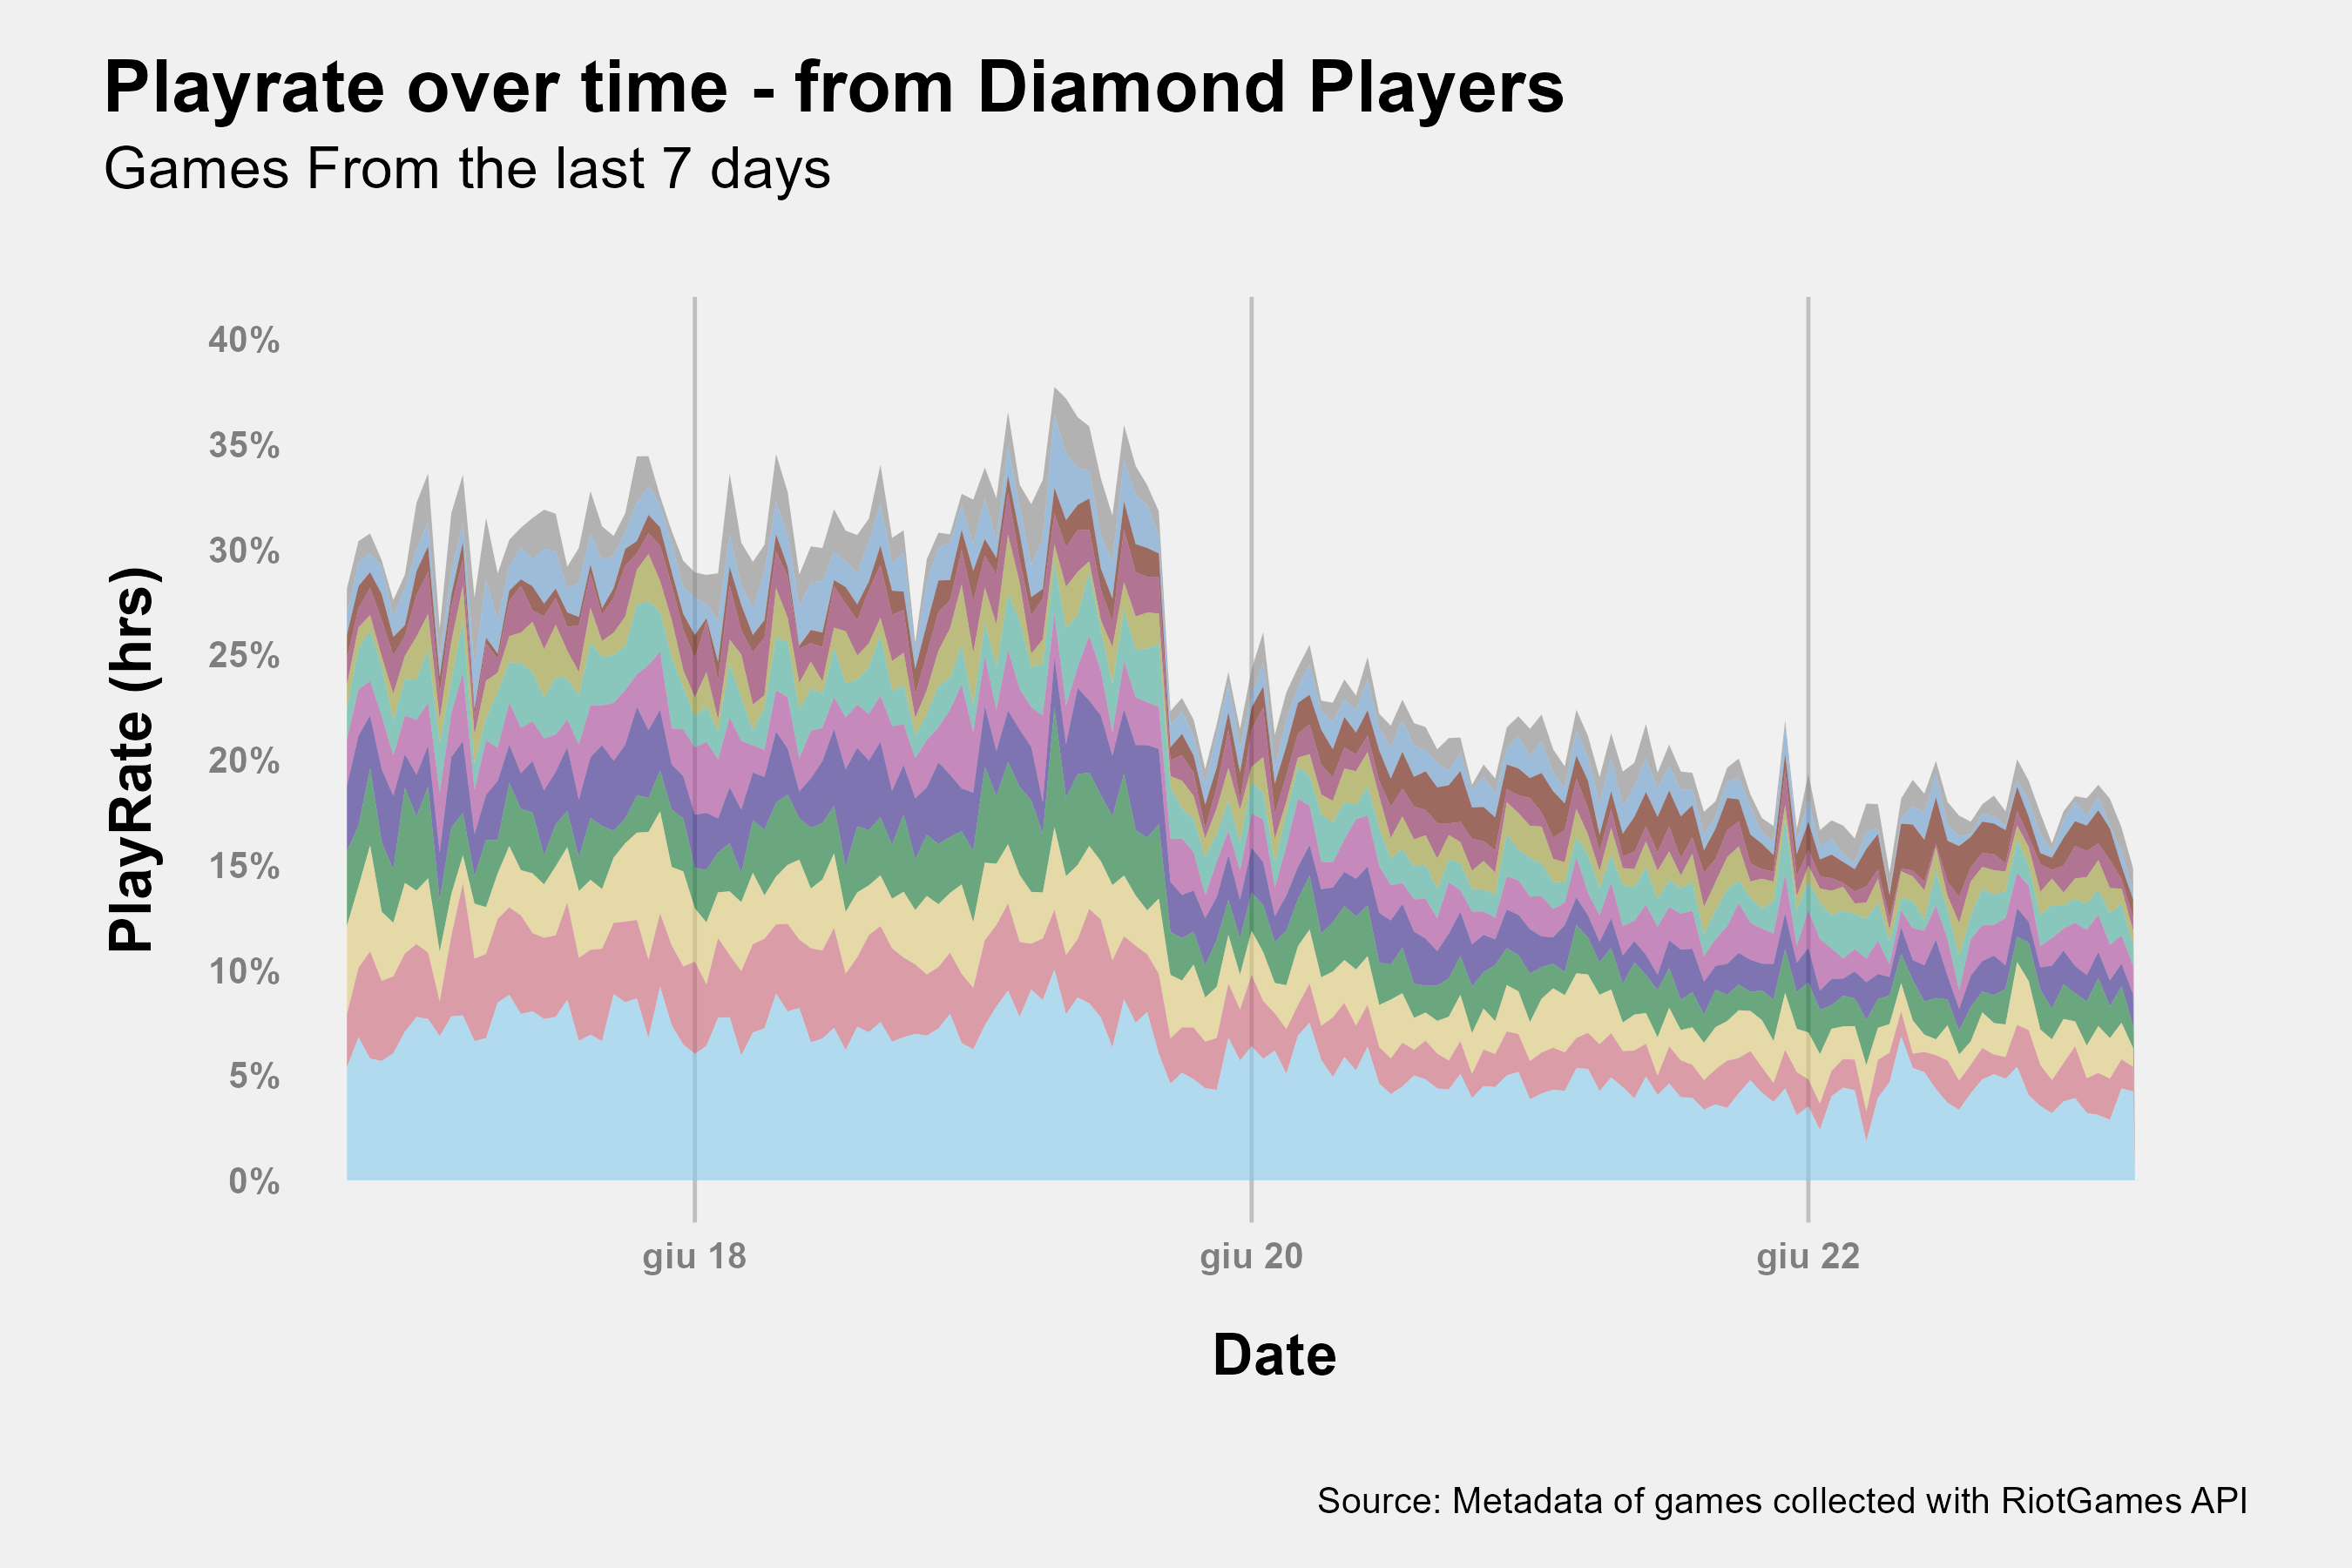 Playrate over time - from Diamond Players
Games From the last 7 days
PlayRate (hrs)
40%
35%
30%
25%
20%
15%
10%
5%
0%
giu 18
giu 20
giu 22
Date
Source: Metadata of games collected with RiotGames API